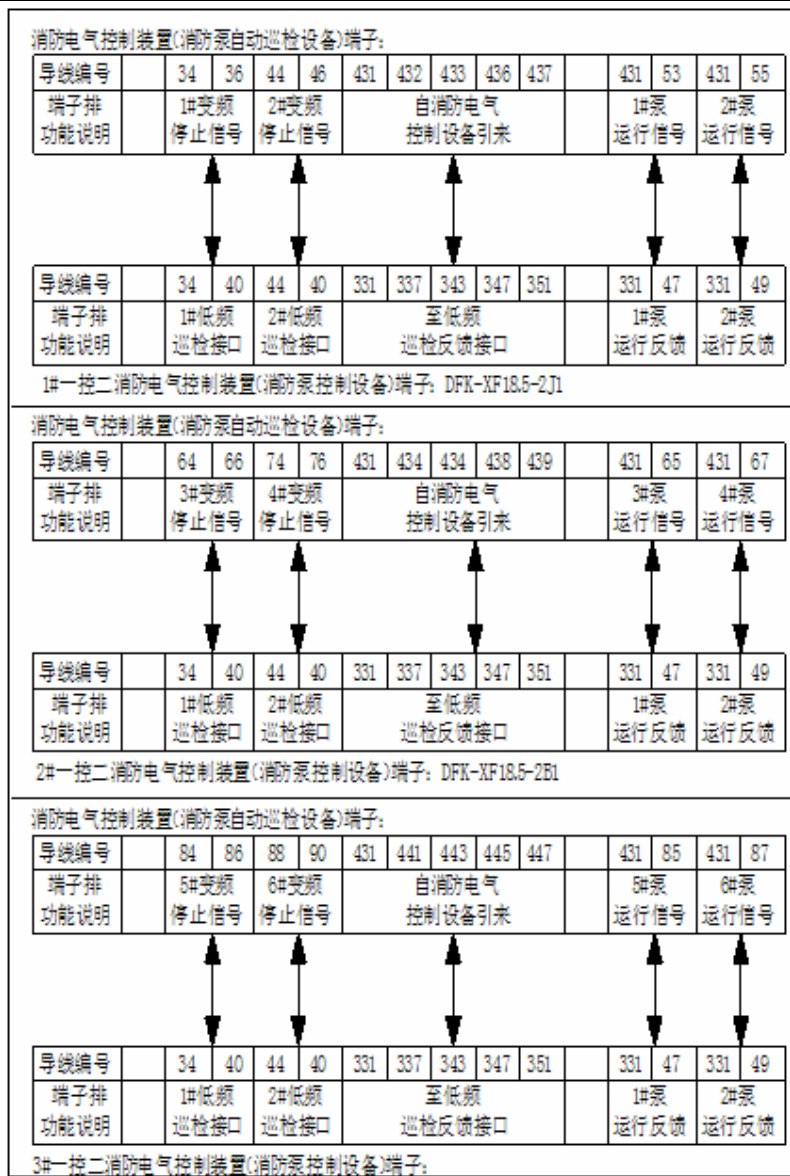 消防电气控制装置(消防泵自动巡检设备)端子:
导线编号 34 36 44 46 431 432 433 436 437 431 53 431 55
端子排 1#变频 2#变频 自消防电气 1#泵 2#泵
功能说明 停止信号 停止信号 控制设备引来 运行信号 运行信号
导线编号 34 40 44 40 331 337 343 347 351 331 47 331 49
端子排 1#低频 2#低频 至低频 1#泵 2#泵
功能说明 巡检接口 巡检接口 巡检反馈接口 运行反馈 运行反馈
1#一控二消防电气控制装置(消防泵控制设备)端子: DFK-XF18.5-2J1
消防电气控制装置(消防泵自动巡检设备)端子:
导线编号 64 66 74 76 431 434 434 438 439 431 65 431 67
端子排 3#变频 4#变频 自消防电气 3#泵 4#泵
功能说明 停止信号 停止信号 控制设备引来 运行信号 运行信号
导线编号 34 40 44 40 331 337 343 347 351 331 47 331 49
端子排 1#低频 2#低频 至低频 1#泵 2#泵
功能说明 巡检接口 巡检接口 巡检反馈接口 运行反馈 运行反馈
2#一控二消防电气控制装置(消防泵控制设备)端子: DFK-XF18.5-2B1
消防电气控制装置(消防泵自动巡检设备)端子:
导线编号 84 86 88 90 431 441 443 445 447 431 85 431 87
端子排 5#变频 6#变频 自消防电气 5#泵 6#泵
功能说明 停止信号 停止信号 控制设备引来 运行信号 运行信号
导线编号 34 40 44 40 331 337 343 347 351 331 47 331 49
端子排 1#低频 2#低频 至低频 1#泵 2#泵
功能说明 巡检接口 巡检接口 巡检反馈接口 运行反馈 运行反馈
3#一控二消防电气控制装置(消防泵控制设备)端子: